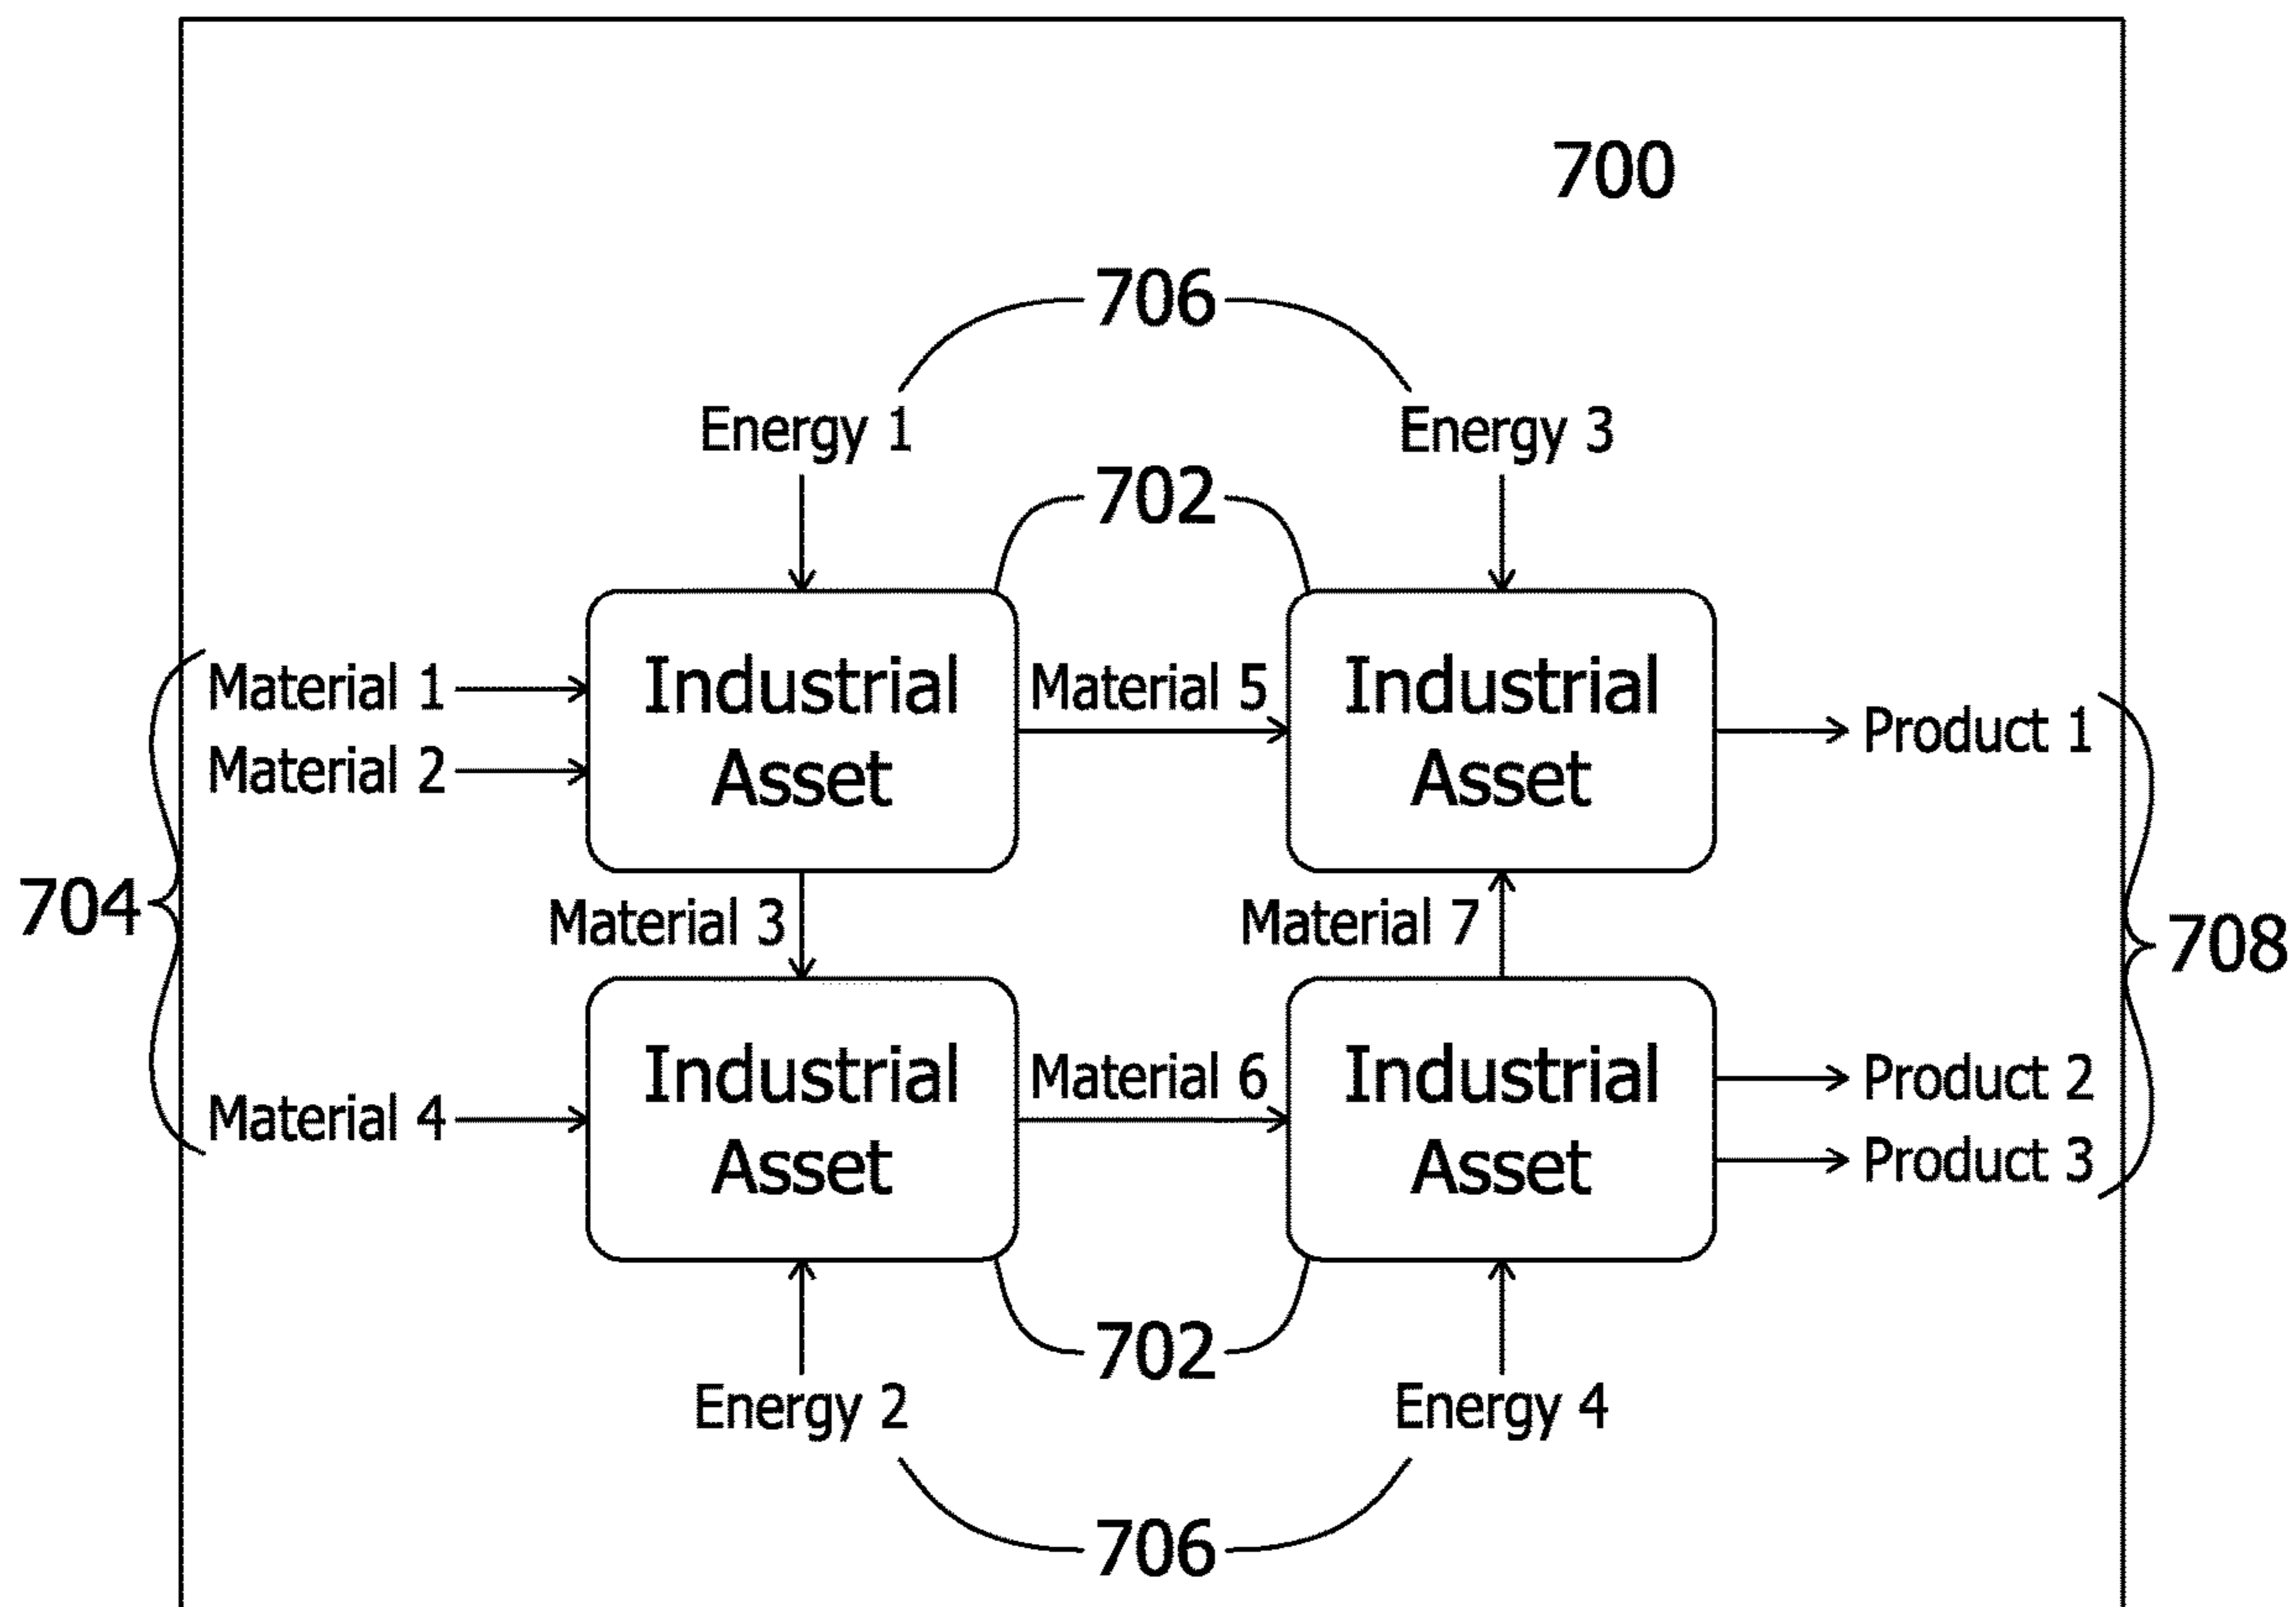 700
706
Energy 1
Energy 3
702
Material 1
Material 2
Industrial
Asset
Material 5
Industrial
Asset
Product 1
704
Material 3
Material 7
708
Material 4
Industrial
Asset
Material 6
Industrial
Asset
Product 2
Product 3
702
Energy 2
Energy 4
706